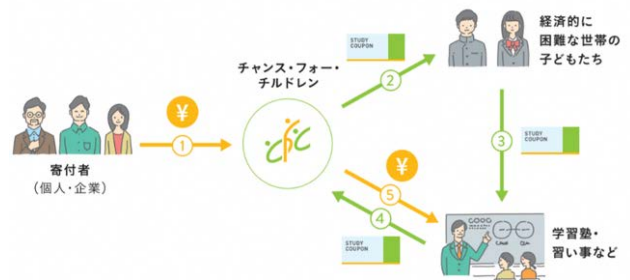 チャンス・フォー・
チルドレン
STUDY
COUPON
②
経済的に
困難な世帯の
子どもたち
¥
①
寄付者
(個人・企業)
cfc
③
STUDY
COUPON
¥
⑤
④
STUDY
COUPON
学習塾・
習い事など